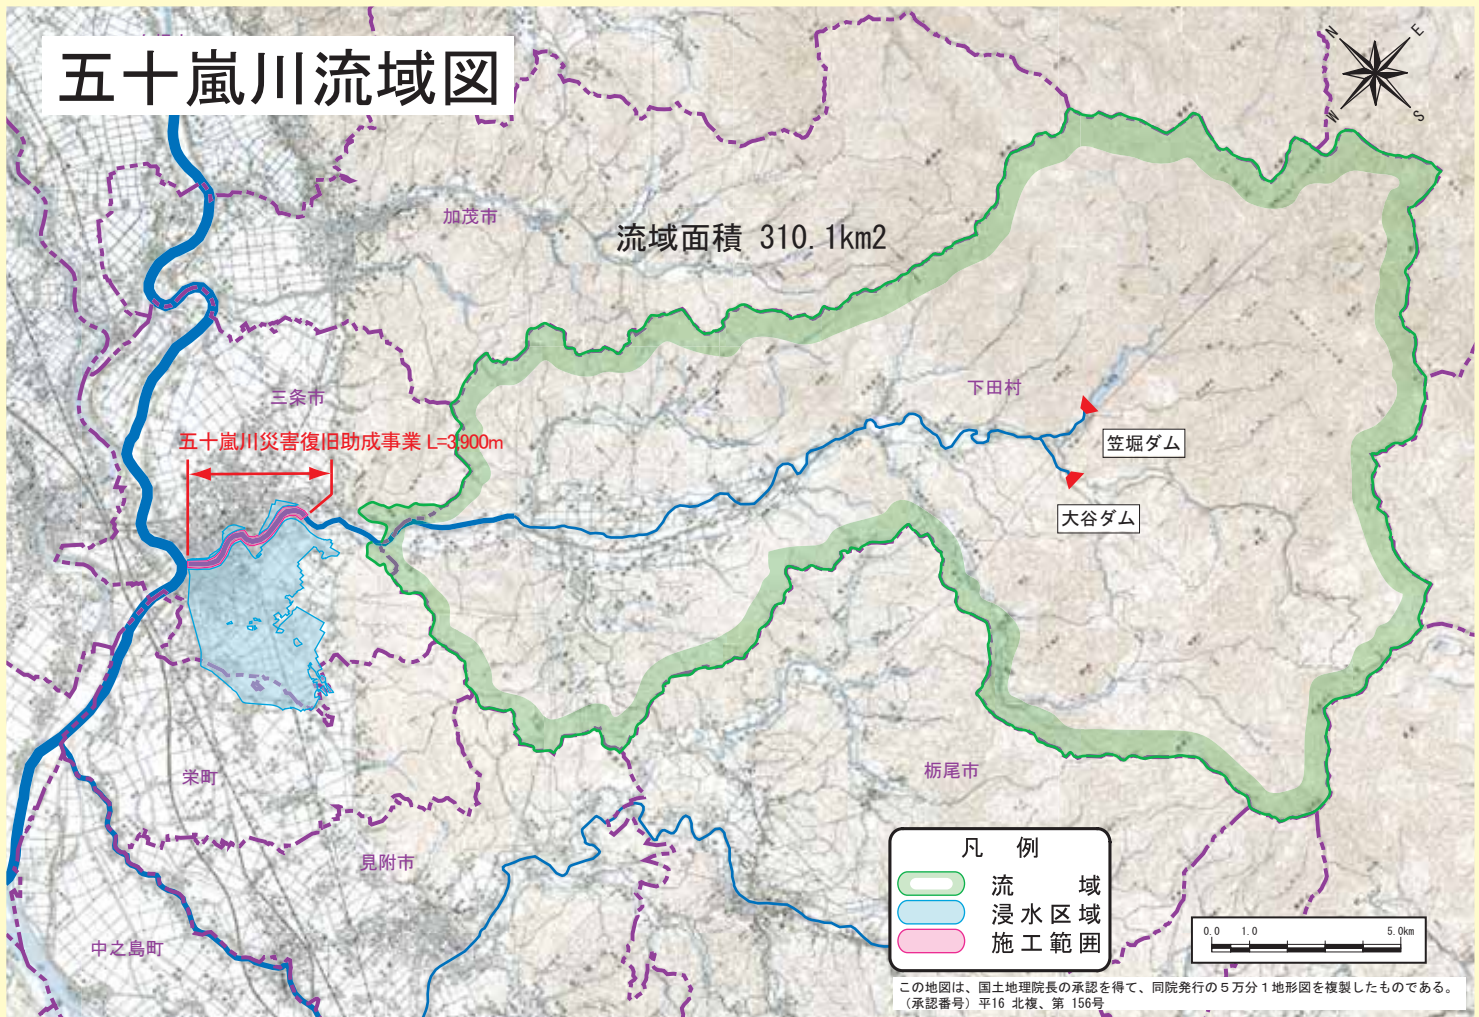 五十嵐川流域図
N
E
W
S
加茂市
流域面積 310.1km2
三条市
下田村
五十嵐川災害復旧助成事業 L=3,900m
笠堀ダム
大谷ダム
栄町
栃尾市
見附市
中之島町
凡 例
流 域
浸水区域
施工範囲
0.0 1.0 5.0km
この地図は、国土地理院長の承認を得て、同院発行の5万分1地形図を複製したものである。
(承認番号) 平16 北複、第 156号